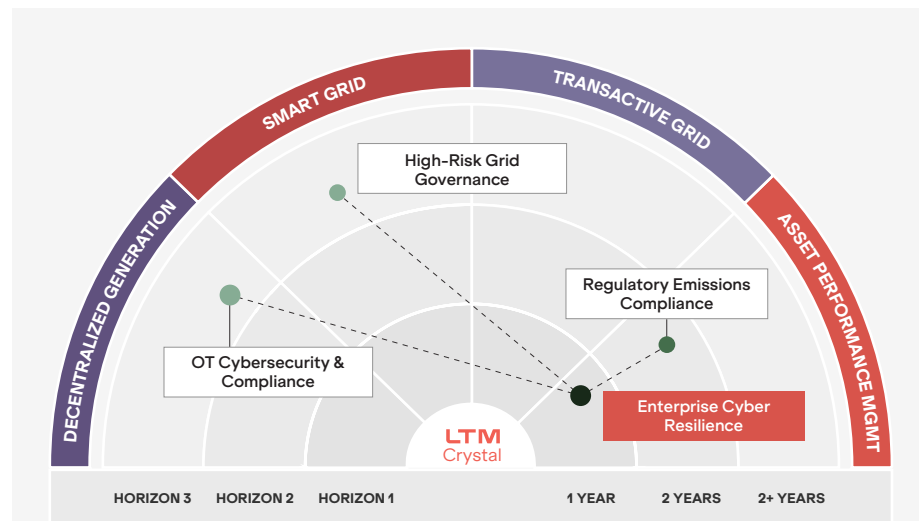 DECENTRALIZED GENERATION
SMART GRID
TRANSACTIVE GRID
ASSET PERFORMANCE MGMT
High-Risk Grid
Governance
Regulatory Emissions
Compliance
OT Cybersecurity &
Compliance
Enterprise Cyber
Resilience
LTM
Crystal
HORIZON 3
HORIZON 2
HORIZON 1
1 YEAR
2 YEARS
2+ YEARS